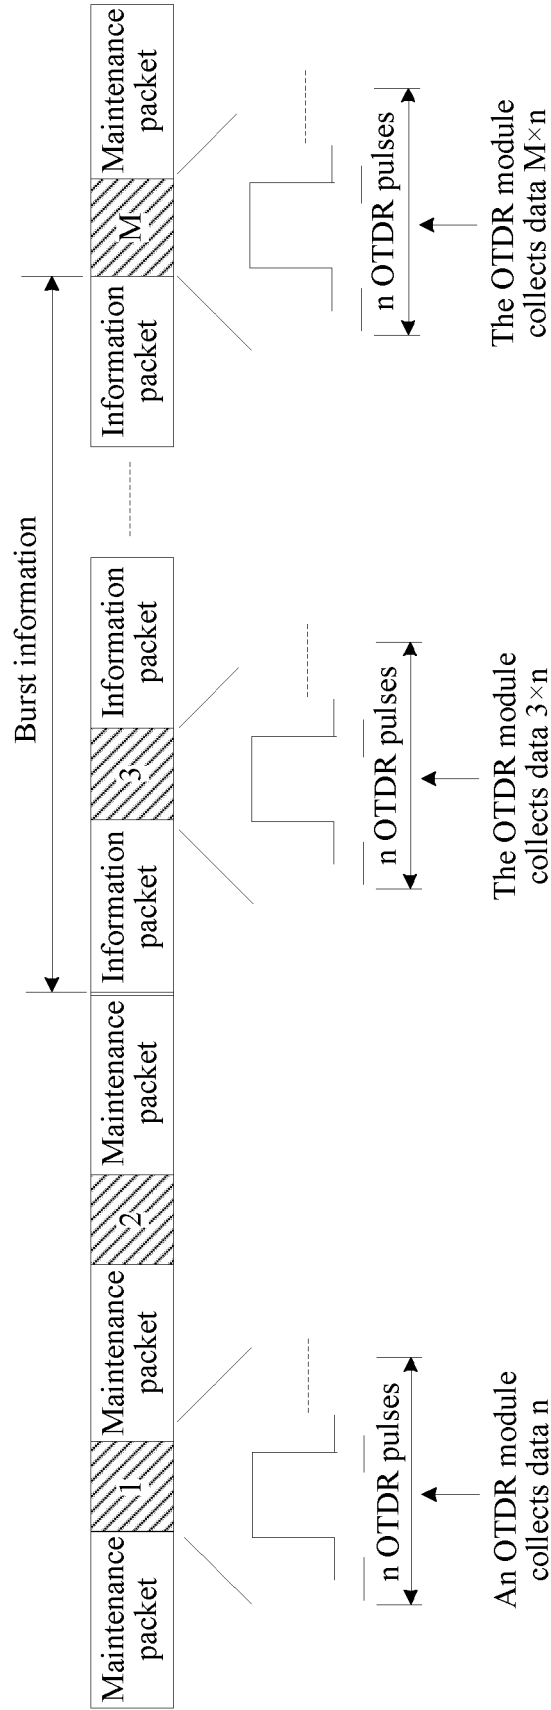 Burst information
Maintenance
packet
1
Maintenance
packet
2
Maintenance
packet
Information
packet
3
Information
packet
Information
packet
M
Maintenance
packet
n OTDR pulses
n OTDR pulses
n OTDR pulses
An OTDR module
collects data n
The OTDR module
collects data 3×n
The OTDR module
collects data M×n